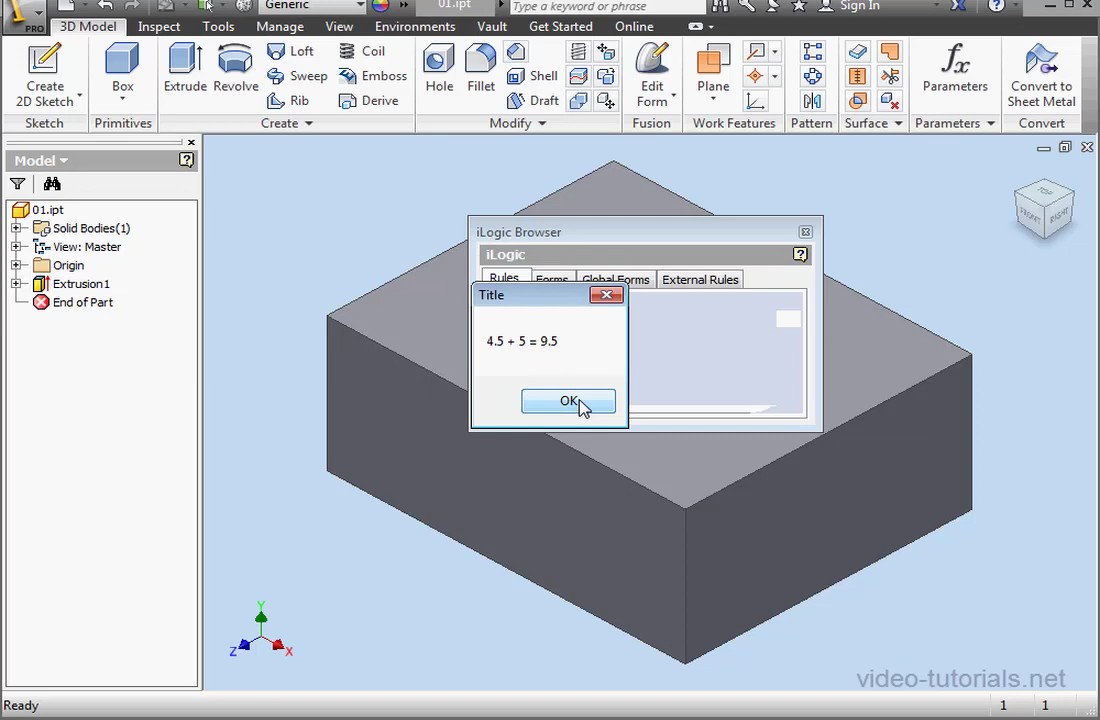 Generic
01.ipt
Type a keyword or phrase
Sign In
PRO
3D Model
Inspect
Tools
Manage
View
Environments
Vault
Get Started
Online
Create
2D Sketch
Box
Extrude
Revolve
Loft
Sweep
Rib
Coil
Emboss
Derive
Hole
Fillet
Shell
Draft
Edit
Form
Plane
Parameters
Convert to
Sheet Metal
Sketch
Primitives
Create
Modify
Fusion
Work Features
Pattern
Surface
Parameters
Convert
Model
01.ipt
Solid Bodies(1)
View: Master
Origin
Extrusion1
End of Part
TOP
FRONT
RIGHT
iLogic Browser
iLogic
Rules
Forms
Global Forms
External Rules
Title
4.5 + 5 = 9.5
OK
Y
Z
X
video-tutorials.net
Ready
1
1